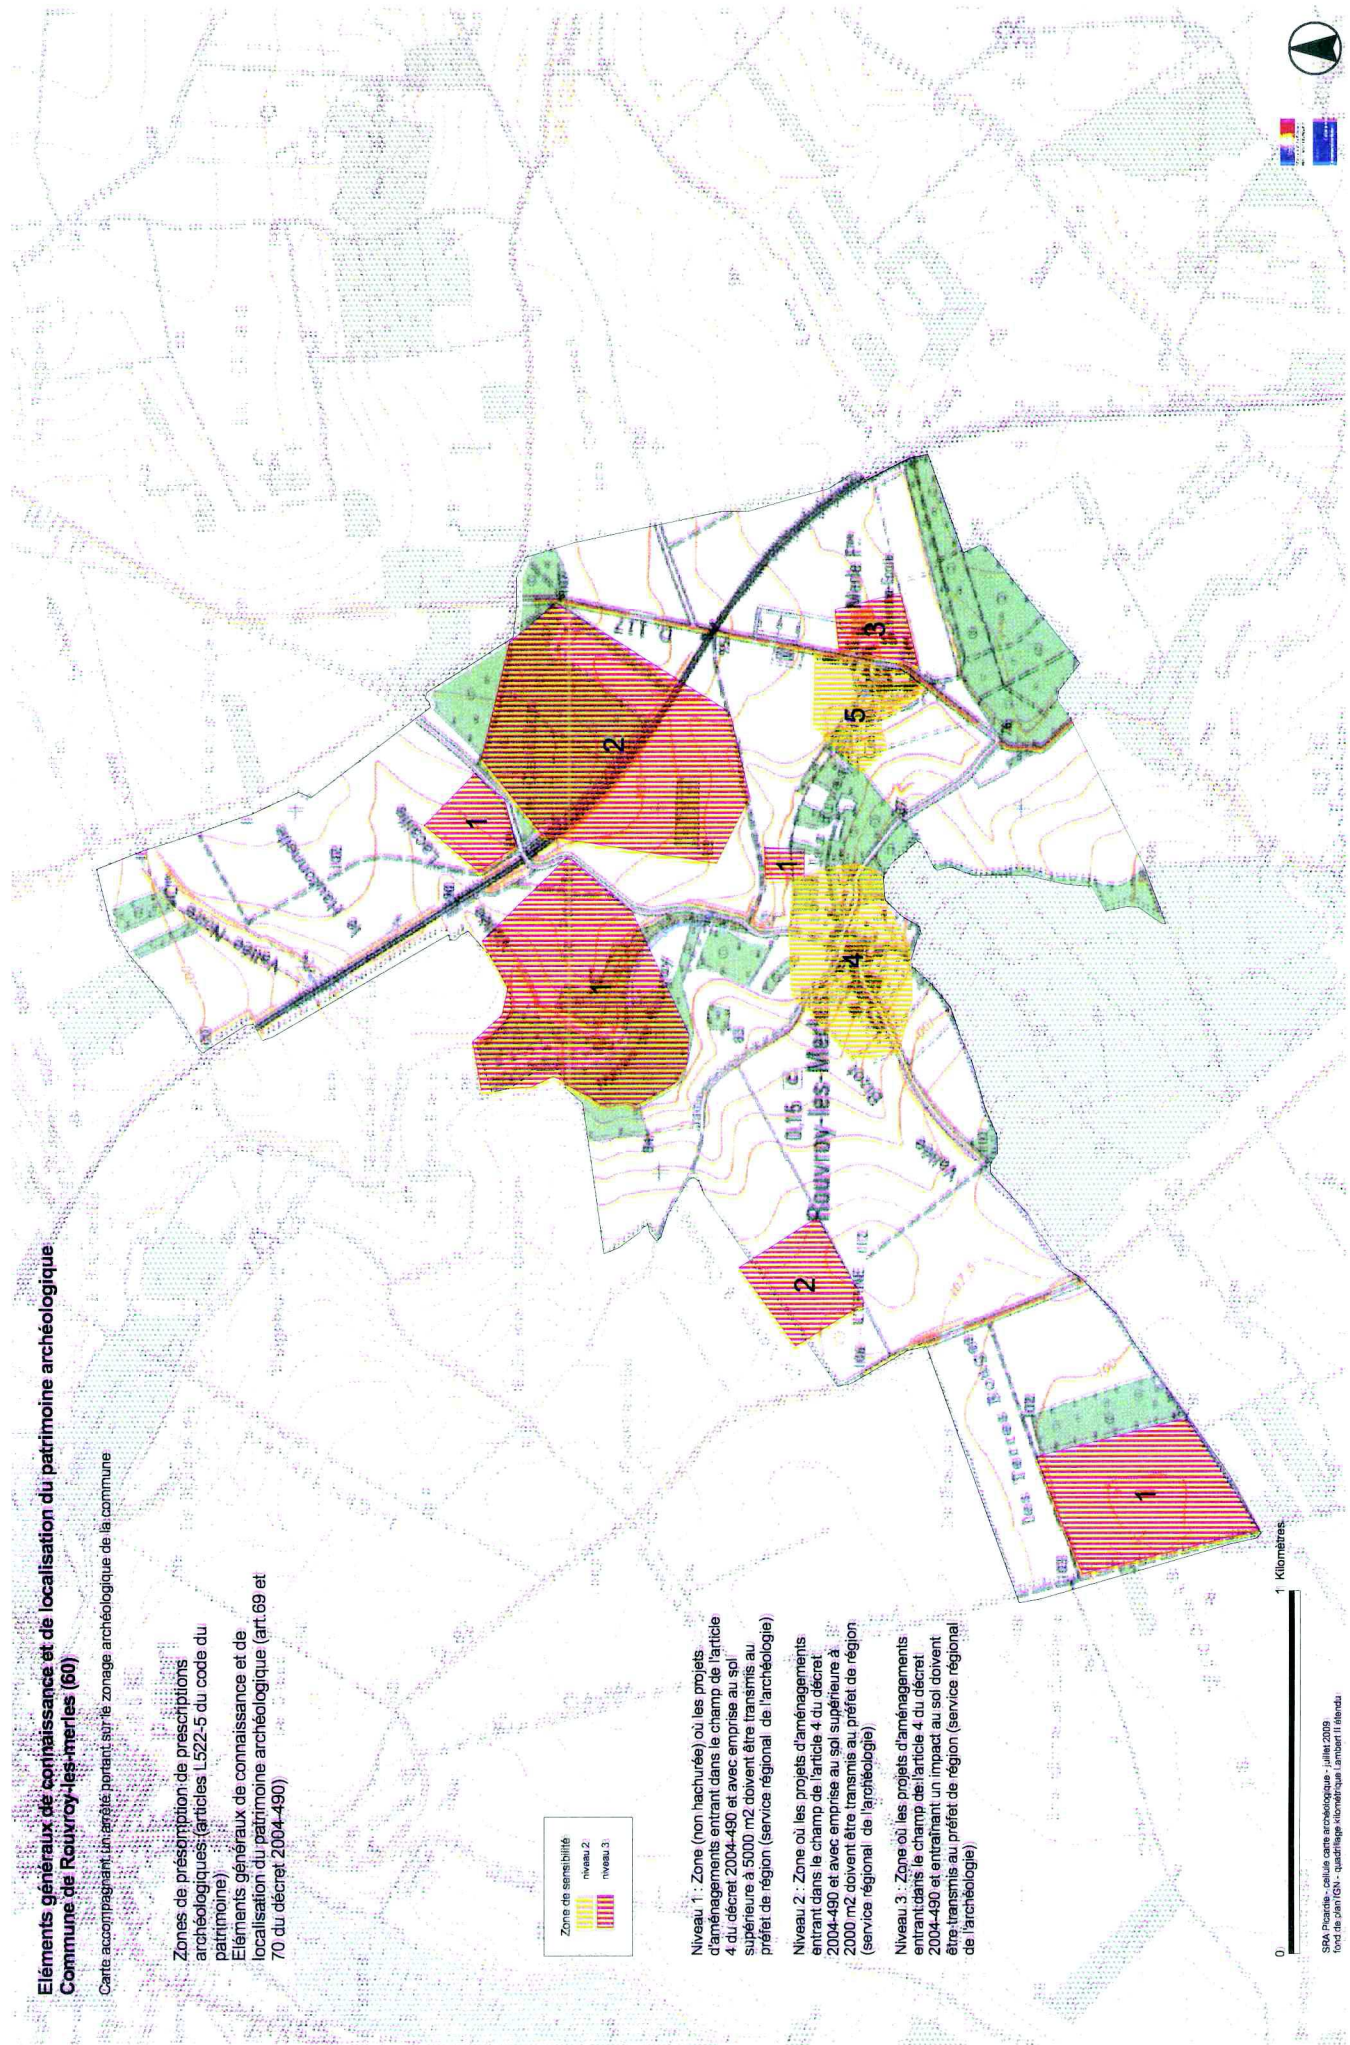 Eléments généraux de connaissance et de localisation du patrimoine archéologique
Commune de Rouvroy-les-merles (60)
Carte accompagnant un arrêté portant sur le zonage archéologique de la commune
Zones de présomption de prescriptions
archéologiques (articles L522-5 du code du
patrimoine))
Eléments généraux de connaissance et de
localisation du patrimoine archéologique (art.69 et
70 du décret 2004-490)
Zone de sensibilité
niveau 2
niveau 3
Niveau 1 : Zone (non hachurée) où les projets
d'aménagements entrant dans le champ de l'article
4 du décret 2004-490 et avec emprise au sol
supérieure à 5000 m2 doivent être transmis au
préfet de région (service régional de l'archéologie))
Niveau 2 : Zone où les projets d'aménagements
entrant dans le champ de l'article 4 du décret
2004-490 et avec emprise au sol supérieure à
2000 m2 doivent être transmis au préfet de région
(service régional de l'archéologie)
Niveau 3 : Zone où les projets d'aménagements
entrant dans le champ de l'article 4 du décret
2004-490 et entraînant un impact au sol doivent
être transmis au préfet de région (service régional
de l'archéologie))
0
1 Kilomètres
SRA Picardie - cellule carte archéologique - juillet 2009
fond de plan IGN - quadrillage kilométrique Lambert II étendu
Vallée Noire
1
2
1
D 117
1
3
5
4
Rouvroy-les-Merles
0.15
2
Vallée
107.5
Les Terres
102
103
1